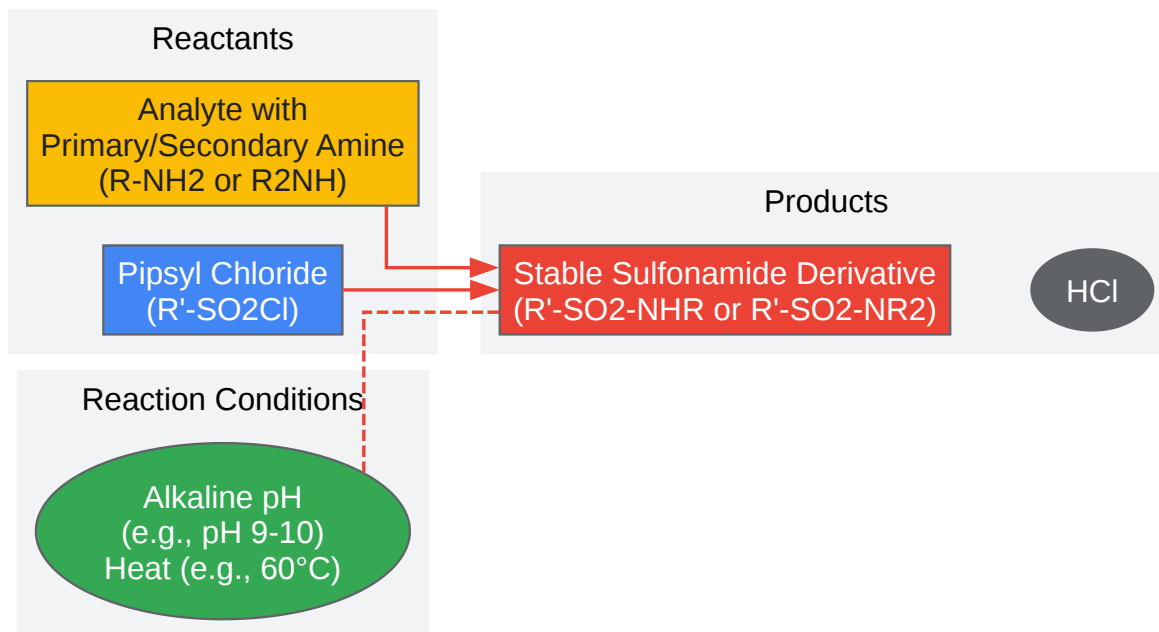 Reactants
Analyte with
Primary/Secondary Amine
(R-NH2 or R2NH)
Pipsyl Chloride
(R'-SO2Cl)
Products
Stable Sulfonamide Derivative
(R'-SO2-NHR or R'-SO2-NR2)
HCl
Reaction Conditions
Alkaline pH
(e.g., pH 9-10)
Heat (e.g., 60°C)